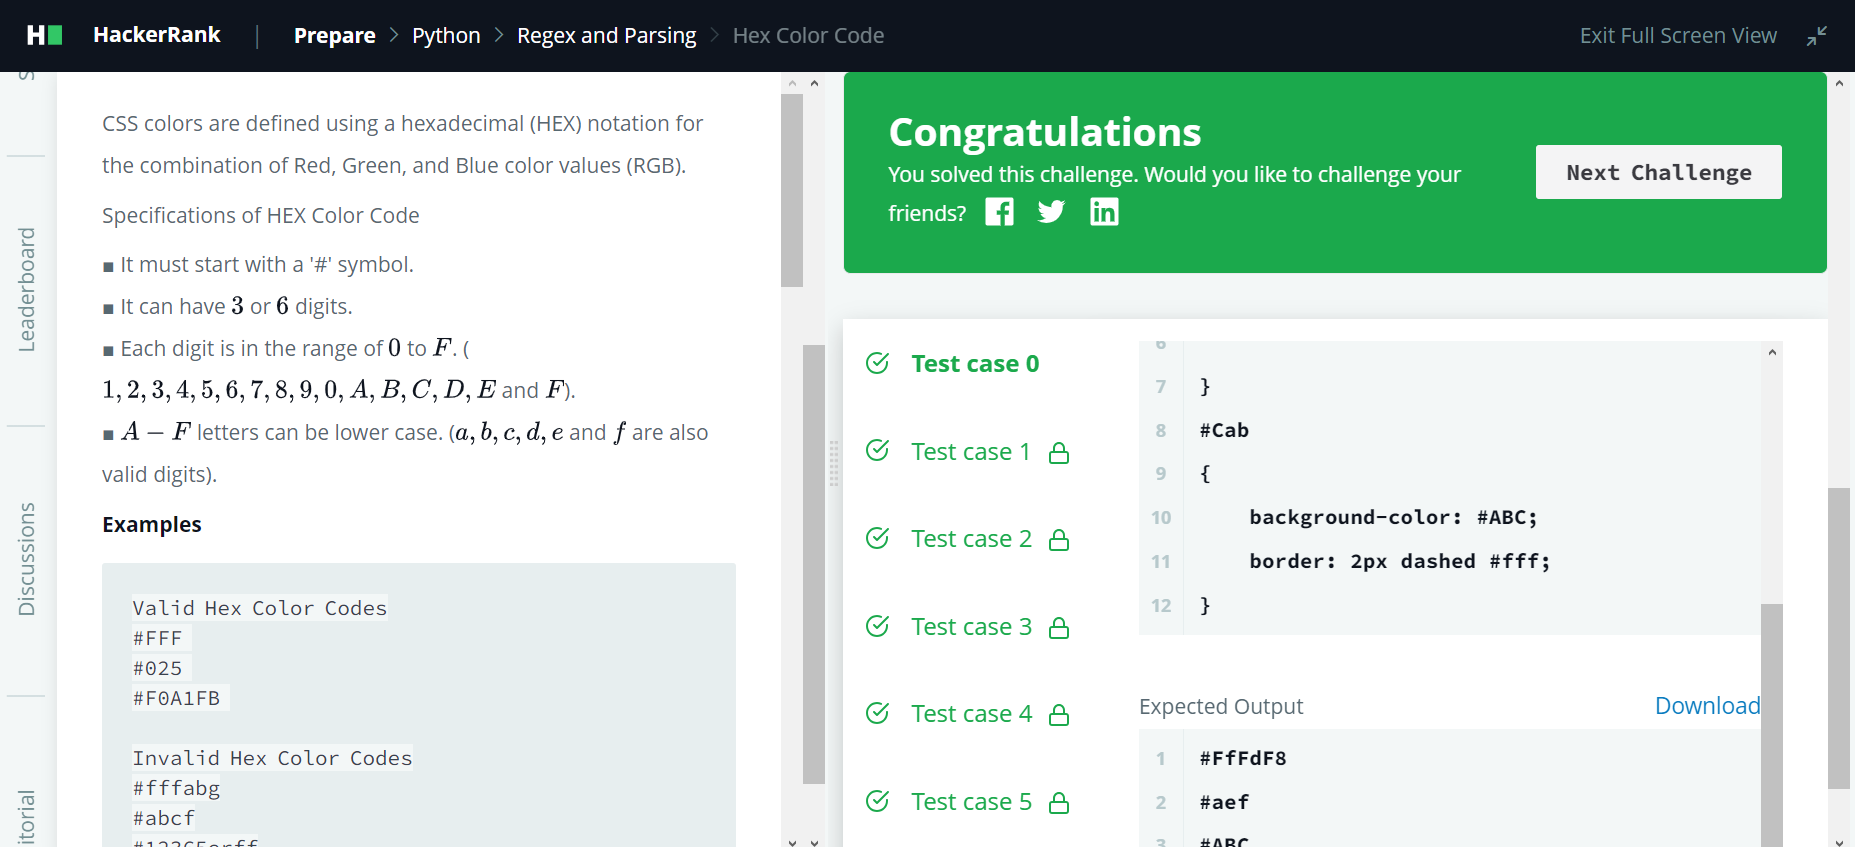 HackerRank | Prepare > Python > Regex and Parsing > Hex Color Code
Exit Full Screen View
Leaderboard
Discussions
CSS colors are defined using a hexadecimal (HEX) notation for
the combination of Red, Green, and Blue color values (RGB).
Specifications of HEX Color Code
■ It must start with a '#' symbol.
■ It can have 3 or 6 digits.
■ Each digit is in the range of 0 to F. (
1, 2, 3, 4, 5, 6, 7, 8, 9, 0, A, B, C, D, E and F).
■ A − F letters can be lower case. (a, b, c, d, e and f are also
valid digits).
Examples
Valid Hex Color Codes
#FFF
#025
#F0A1FB
Invalid Hex Color Codes
#fffabg
#abcf
Congratulations
You solved this challenge. Would you like to challenge your
friends?
Next Challenge
Test case 0
Test case 1
Test case 2
Test case 3
Test case 4
Test case 5
6
7 }
8 #Cab
9 {
10 background-color: #ABC;
11 border: 2px dashed #fff;
12 }
Expected Output
Download
1 #FfFdF8
2 #aef
3 #ABC